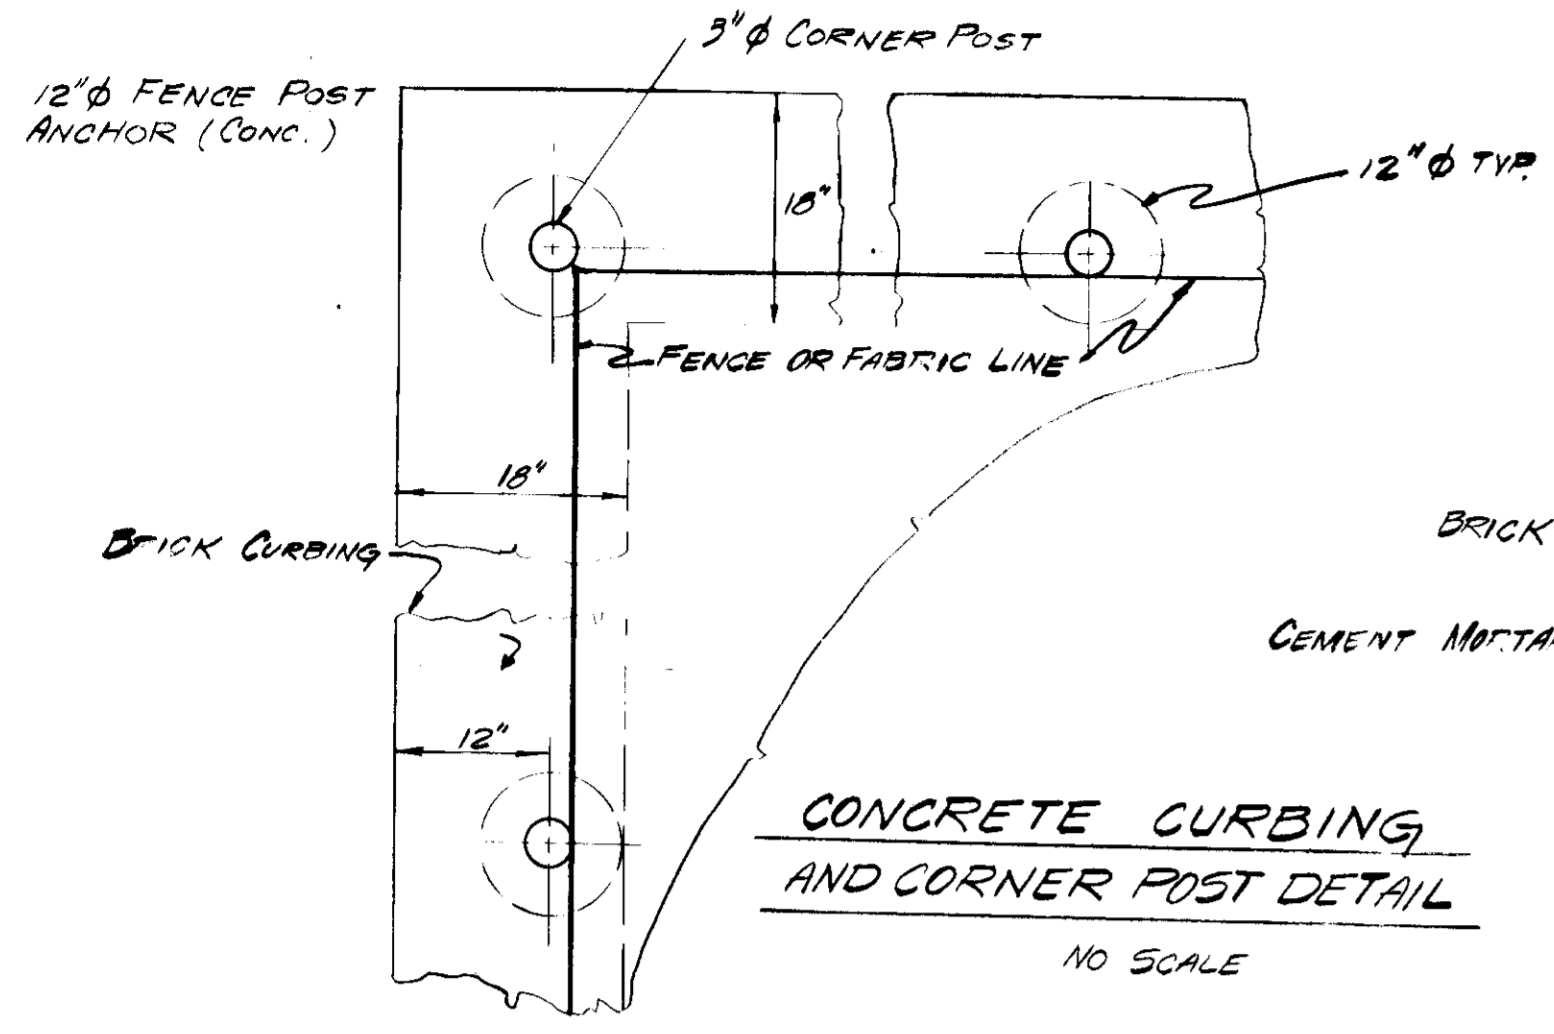 3"φ CORNER POST
12"φ FENCE POST
ANCHOR (CONC.)
12"φ TYP.
18"
FENCE OR FABRIC LINE
18"
BRICK CURBING
BRICK
CEMENT
12"
CONCRETE CURBING
AND CORNER POST DETAIL
NO SCALE